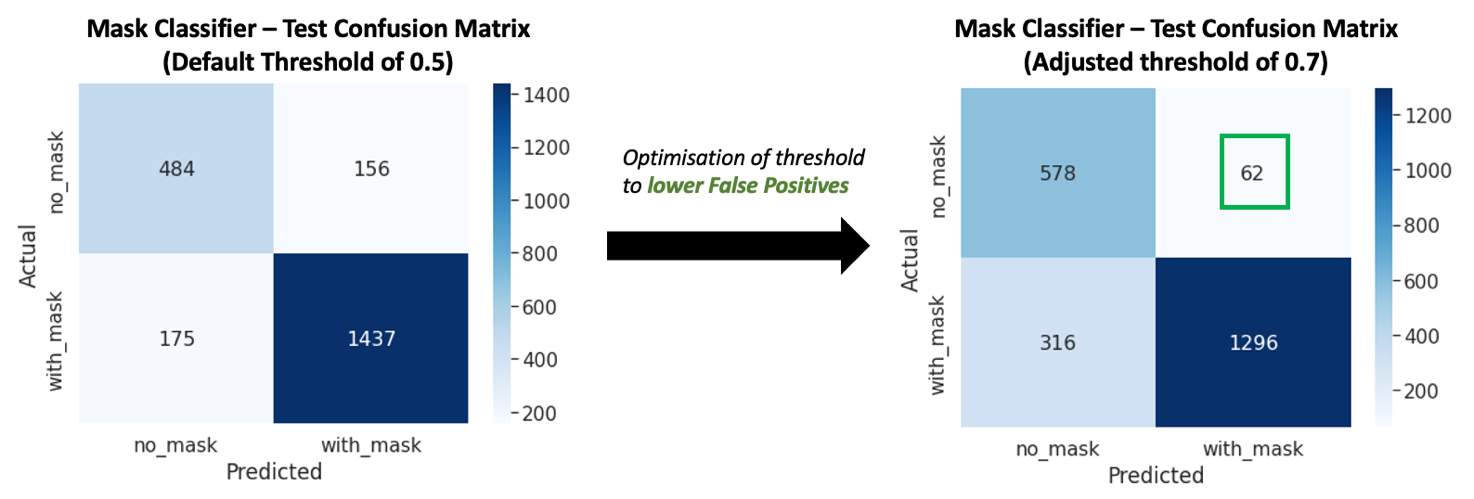 Mask Classifier – Test Confusion Matrix
(Default Threshold of 0.5)
Actual
no_mask
with_mask
484 156
175 1437
no_mask with_mask
Predicted
1400
1200
1000
800
600
400
200
Optimisation of threshold
to lower False Positives
Mask Classifier – Test Confusion Matrix
(Adjusted threshold of 0.7)
Actual
no_mask
with_mask
578 62
316 1296
no_mask with_mask
Predicted
1200
1000
800
600
400
200